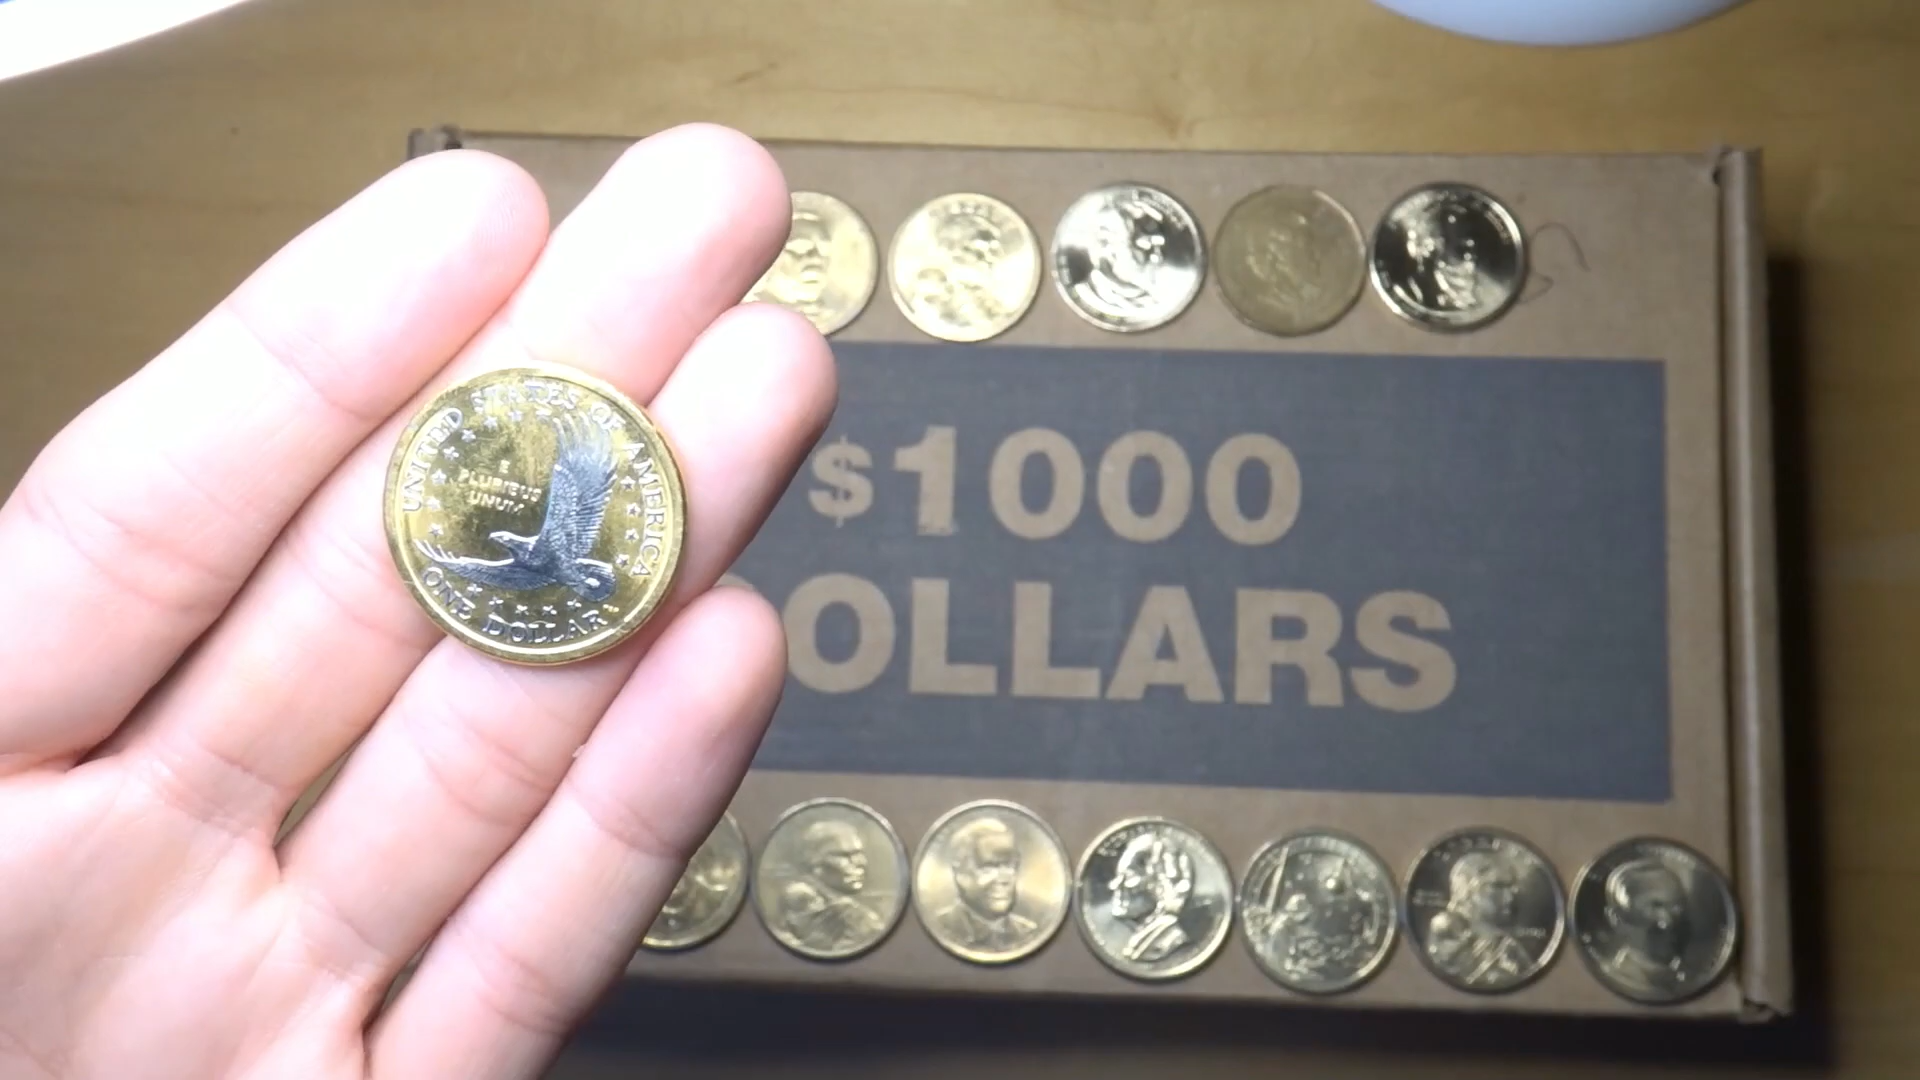 UNITED STATES OF AMERICA
E
PLURIBUS
UNUM
ONE DOLLAR
$1000
OLLARS